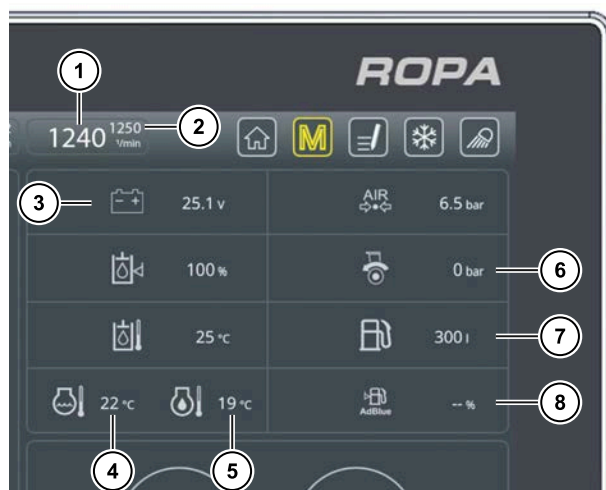 ROPA
1
2
1240 1250 1/min
M
3
25.1 v
AIR
6.5 bar
100 %
0 bar
6
25 °C
300 l
7
22 °C
19 °C
AdBlue
-- %
8
4
5